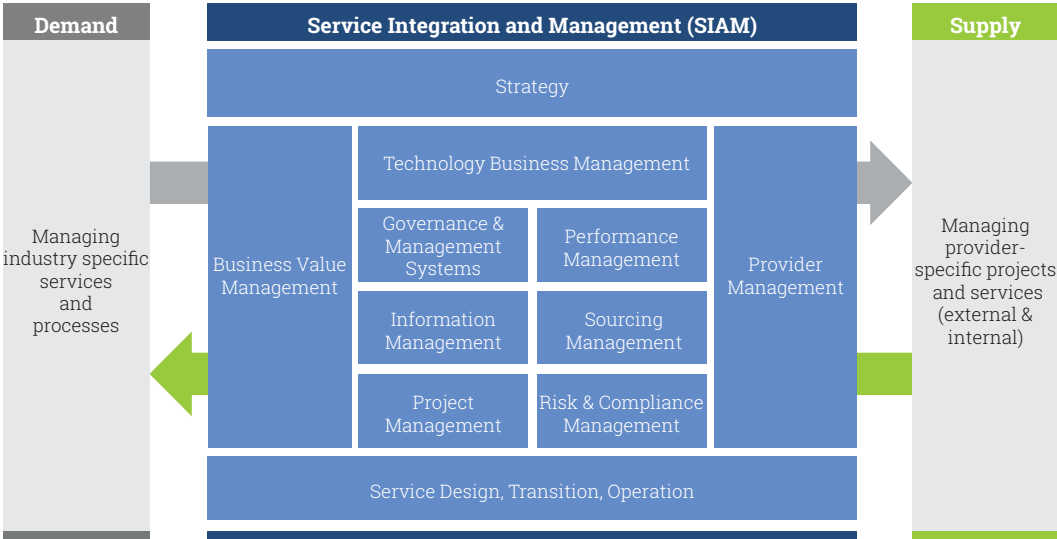 Demand
Service Integration and Management (SIAM)
Supply
Strategy
Technology Business Management
Managing
industry specific
services
and
processes
Business Value
Management
Governance &
Management
Systems
Performance
Management
Information
Management
Sourcing
Management
Project
Management
Risk & Compliance
Management
Provider
Management
Managing
provider-
specific projects
and services
(external &
internal)
Service Design, Transition, Operation